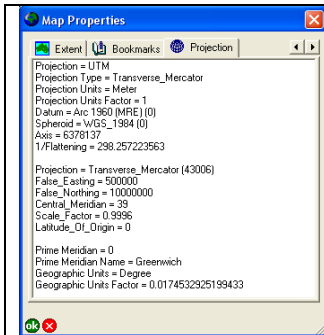 Map Properties
Extent Bookmarks Projection
Projection = UTM
Projection Type = Transverse_Mercator
Projection Units = Meter
Projection Units Factor = 1
Datum = Arc 1960 (MRE) (0)
Spheroid = WGS_1984 (0)
Axis = 6378137
1/Flattening = 298.257223563
Projection = Transverse_Mercator (43006)
False_Easting = 500000
False_Northing = 10000000
Central_Meridian = 39
Scale_Factor = 0.9996
Latitude_Of_Origin = 0
Prime Meridian = 0
Prime Meridian Name = Greenwich
Geographic Units = Degree
Geographic Units Factor = 0.0174532925199433
ok